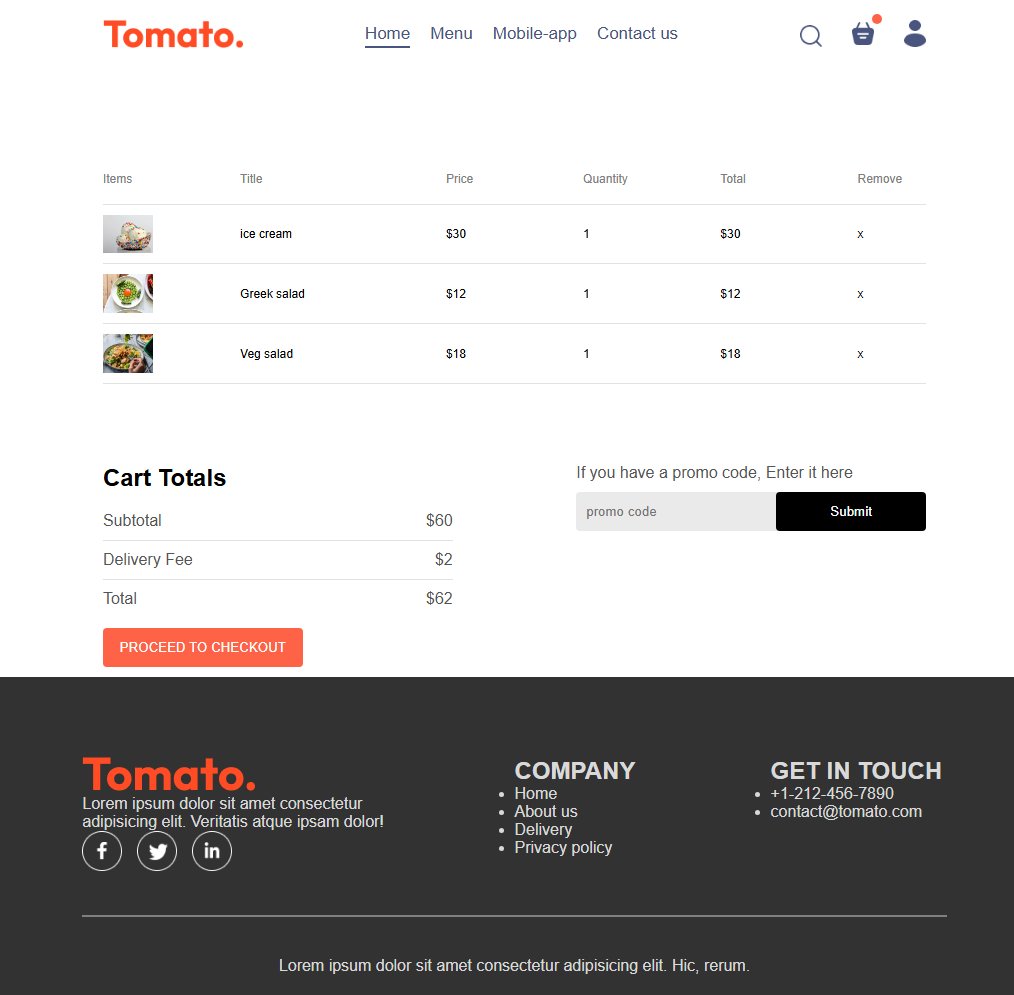 Tomato.
Home Menu Mobile-app Contact us
Items Title Price Quantity Total Remove
ice cream $30 1 $30 x
Greek salad $12 1 $12 x
Veg salad $18 1 $18 x
Cart Totals
Subtotal $60
Delivery Fee $2
Total $62
PROCEED TO CHECKOUT
If you have a promo code, Enter it here
promo code Submit
Tomato.
Lorem ipsum dolor sit amet consectetur
adipisicing elit. Veritatis atque ipsam dolor!
f in
COMPANY
Home
About us
Delivery
Privacy policy
GET IN TOUCH
+1-212-456-7890
contact@tomato.com
Lorem ipsum dolor sit amet consectetur adipisicing elit. Hic, rerum.